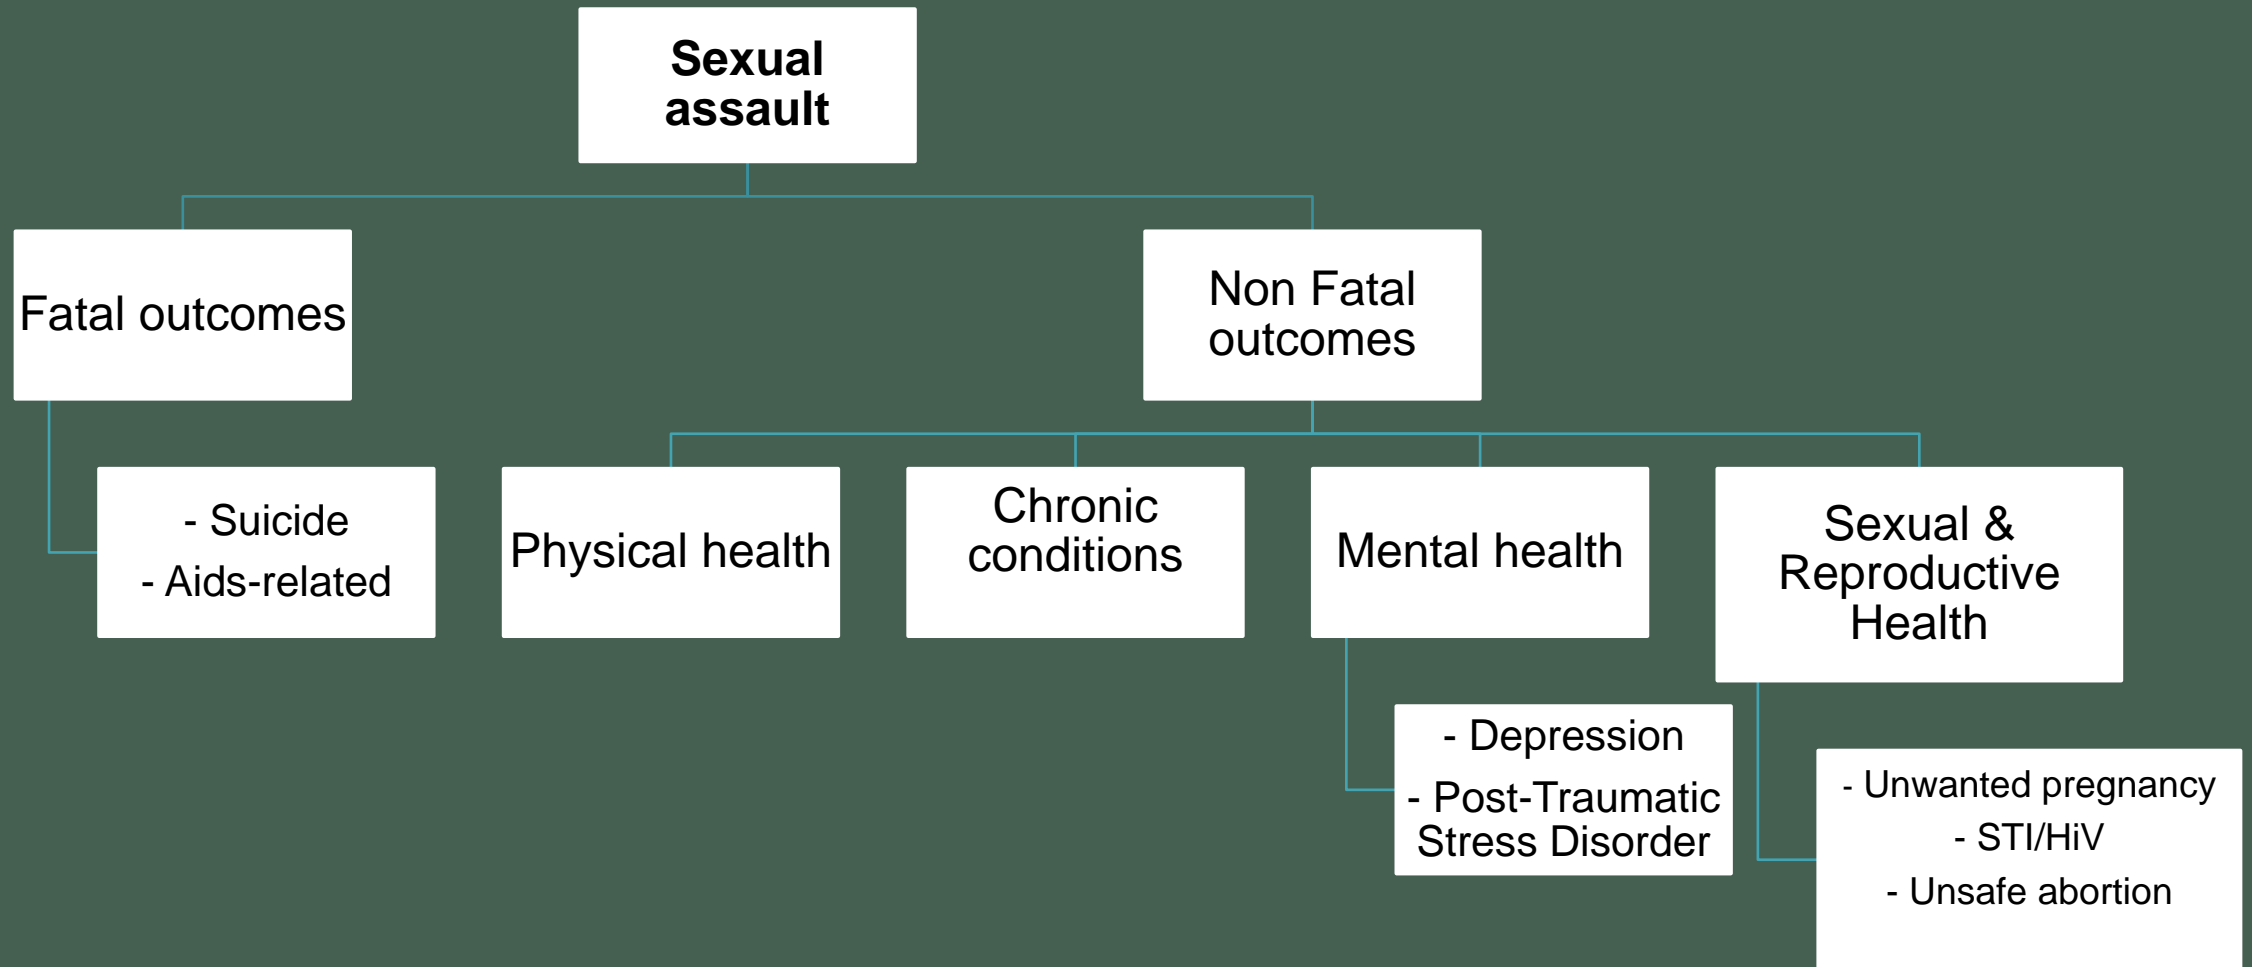 Sexual
assault
Fatal outcomes
Non Fatal
outcomes
- Suicide
- Aids-related
Physical health
Chronic
conditions
Mental health
Sexual &
Reproductive
Health
- Depression
- Post-Traumatic
Stress Disorder
- Unwanted pregnancy
- STI/HiV
- Unsafe abortion